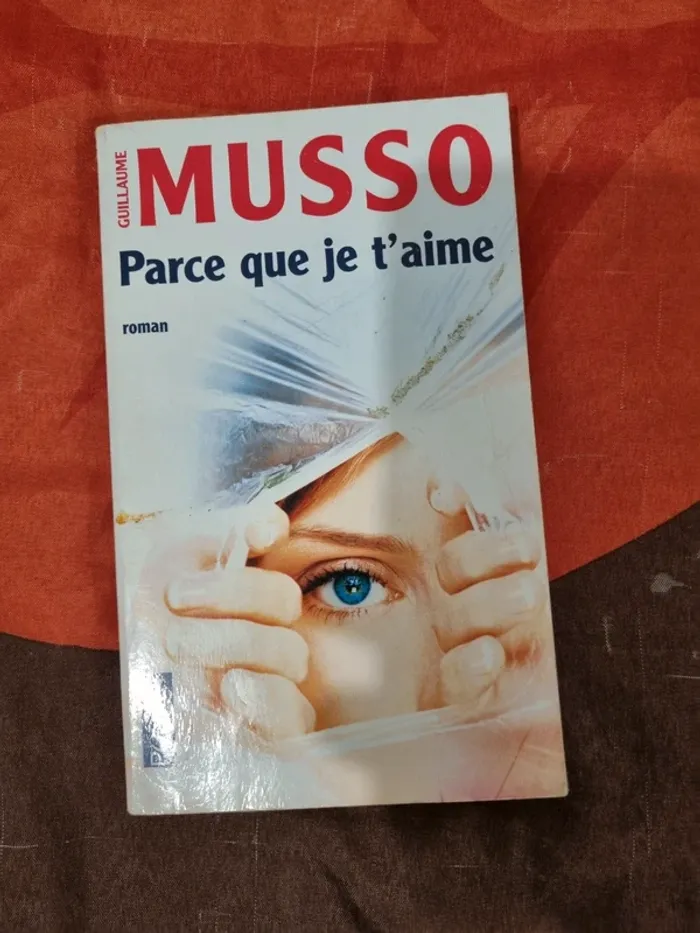 GUILLAUME
MUSSO
Parce que je t'aime
roman